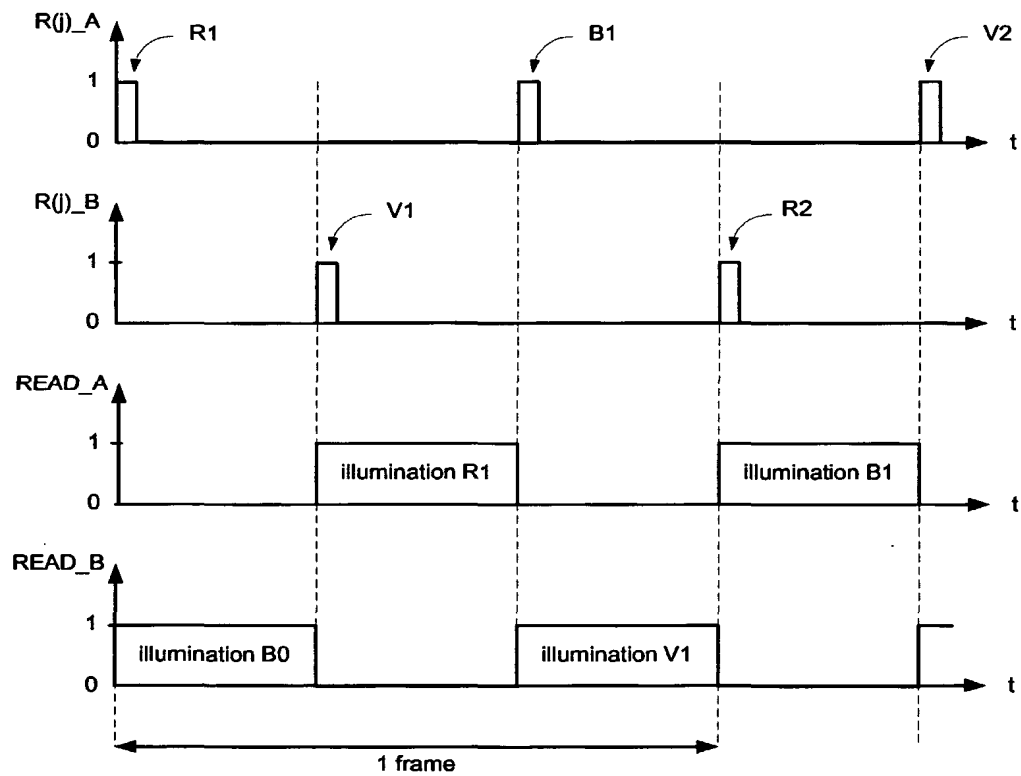 R(j)_A
R1
B1
V2
1
0
t
R(j)_B
V1
R2
1
0
t
READ_A
1
illumination R1
illumination B1
0
t
READ_B
1
illumination B0
illumination V1
0
t
1 frame